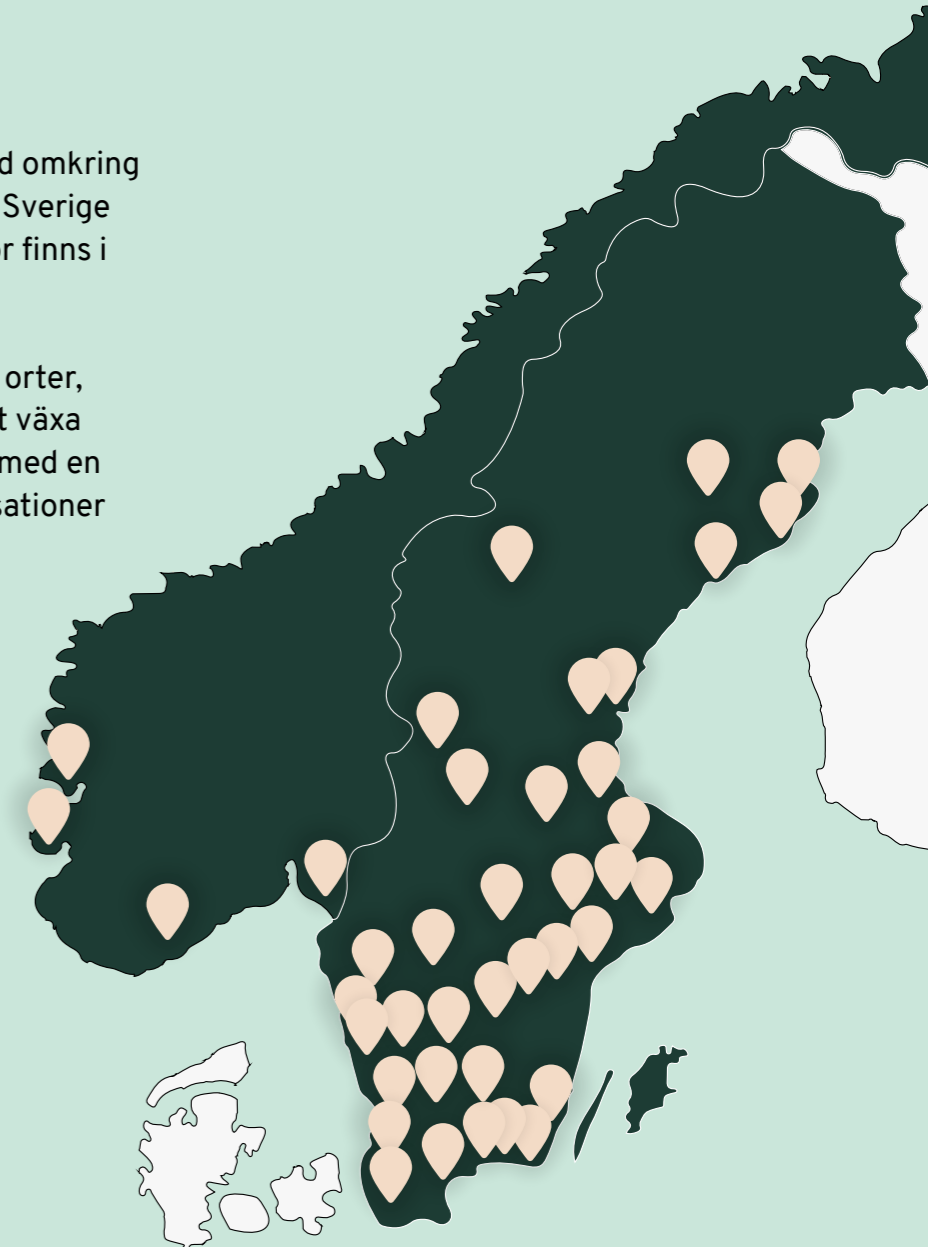 d omkring
Sverige
r finns i
orter,
t växa
med en
sationer